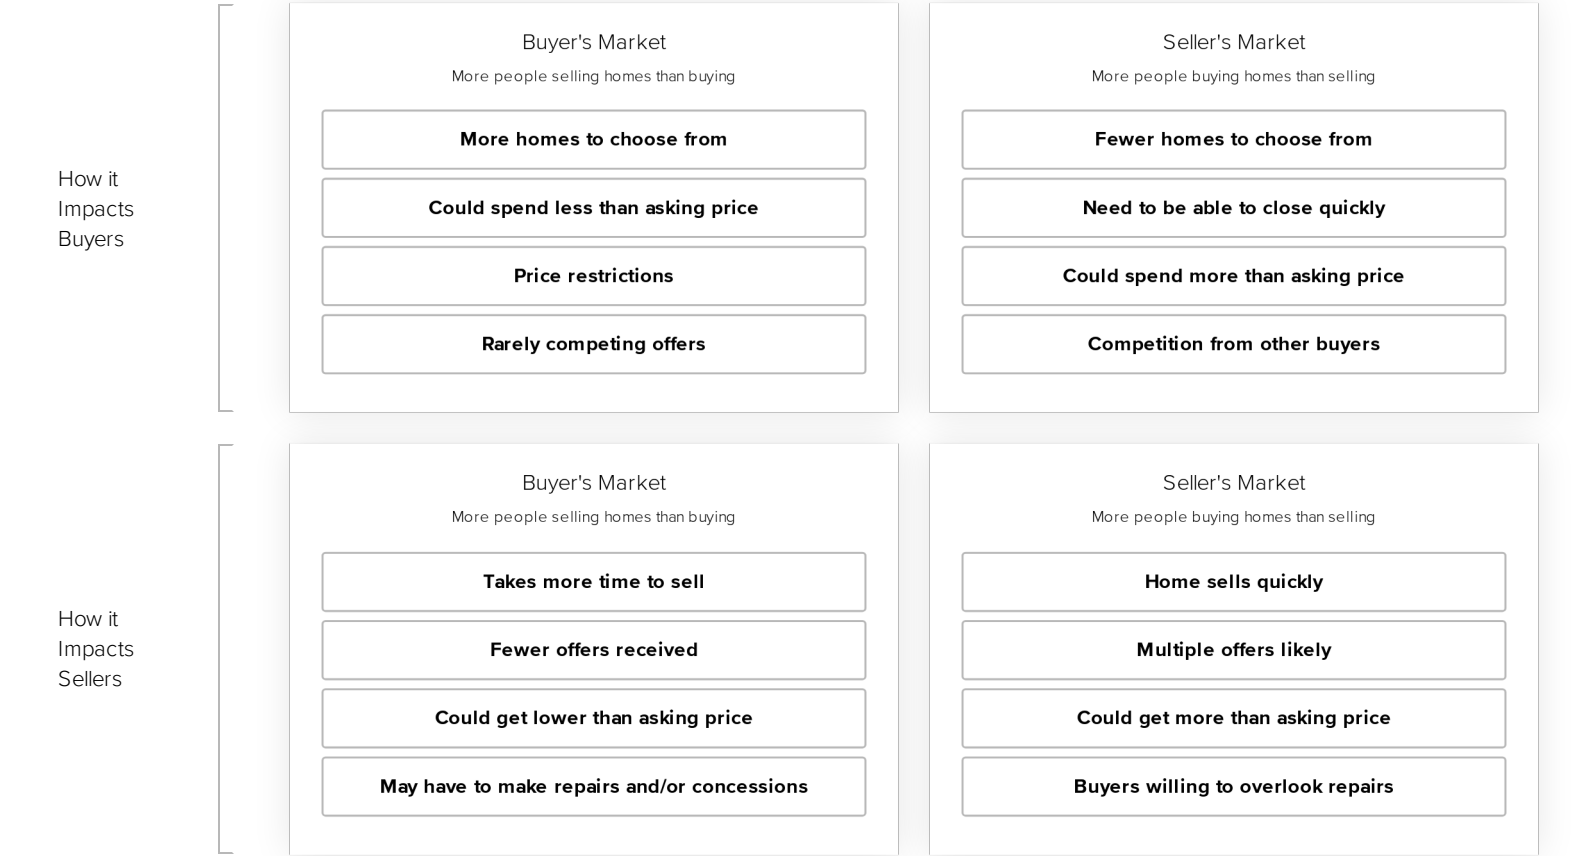 How it
Impacts
Buyers
Buyer's Market
More people selling homes than buying
More homes to choose from
Could spend less than asking price
Price restrictions
Rarely competing offers
Seller's Market
More people buying homes than selling
Fewer homes to choose from
Need to be able to close quickly
Could spend more than asking price
Competition from other buyers
How it
Impacts
Sellers
Buyer's Market
More people selling homes than buying
Takes more time to sell
Fewer offers received
Could get lower than asking price
May have to make repairs and/or concessions
Seller's Market
More people buying homes than selling
Home sells quickly
Multiple offers likely
Could get more than asking price
Buyers willing to overlook repairs